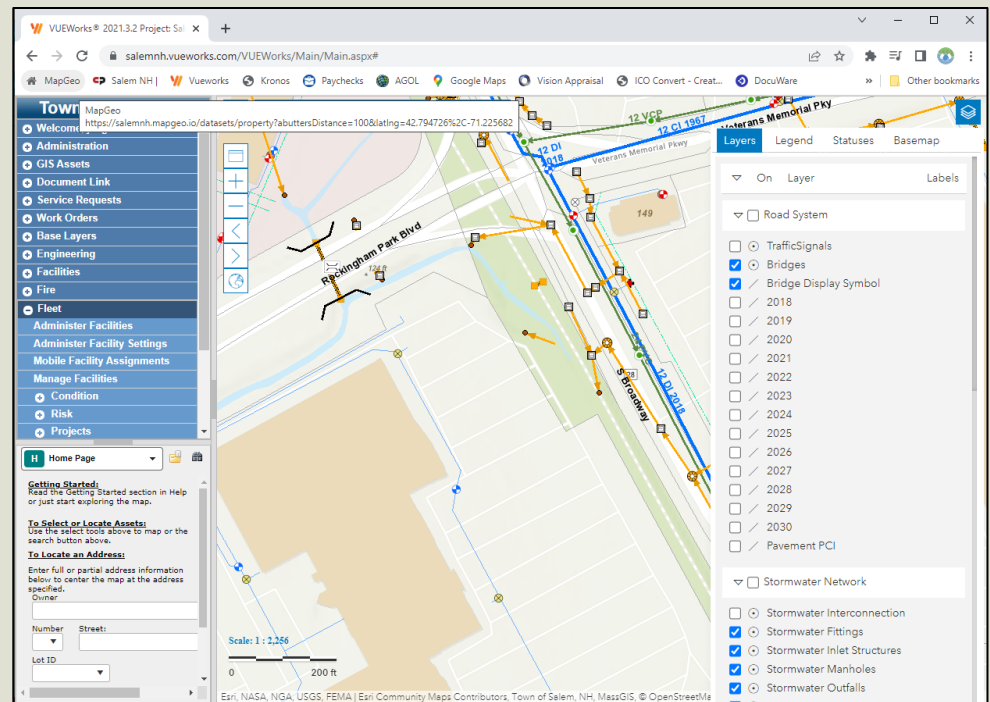 VUEWorks® 2021.3.2 Project: Sal
salemnh.vueworks.com/VUEWorks/Main/Main.aspx#
MapGeo
Salem NH |
Vueworks
Kronos
Paychecks
AGOL
Google Maps
Vision Appraisal
ICO Convert - Creat...
DocuWare
»
Other bookmarks
Town
MapGeo
https://salemnh.mapgeo.io/datasets/property?abuttersDistance=100&latlng=42.794726%2C-71.225682
Administration
GIS Assets
Document Link
Service Requests
Work Orders
Base Layers
Engineering
Facilities
Fire
Fleet
Administer Facilities
Administer Facility Settings
Mobile Facility Assignments
Manage Facilities
Condition
Risk
Projects
H Home Page
Getting Started:
Read the Getting Started section in Help
or just start exploring the map.
To Select or Locate Assets:
Use the select tools above to map or the
search button above.
To Locate an Address:
Enter full or partial address information
below to center the map at the address
specified.
Owner
Number Street:
Lot ID
12 VCP
12 CI 1967
Veterans Memorial Pky
12 DI
2018
Veterans Memorial Pkwy
149
Rockingham Park Blvd
124 ft
28
S Broadway
12 DI 2018
Scale: 1 : 2,256
0 200 ft
Esri, NASA, NGA, USGS, FEMA | Esri Community Maps Contributors, Town of Salem, NH, MassGIS, © OpenStreetMa
Layers Legend Statuses Basemap
On Layer Labels
Road System
TrafficSignals
Bridges
Bridge Display Symbol
2018
2019
2020
2021
2022
2023
2024
2025
2026
2027
2028
2029
2030
Pavement PCI
Stormwater Network
Stormwater Interconnection
Stormwater Fittings
Stormwater Inlet Structures
Stormwater Manholes
Stormwater Outfalls